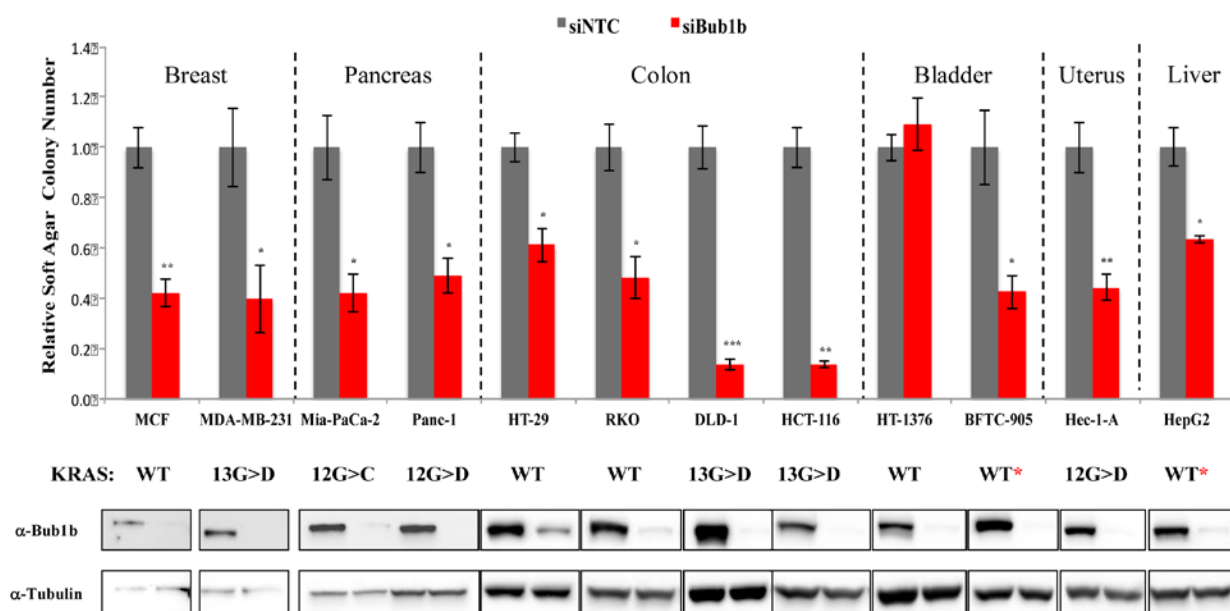 siNTC siBub1b
Relative Soft Agar Colony Number
1.4
1.2
1.0
0.8
0.6
0.4
0.2
0.0
Breast Pancreas Colon Bladder Uterus Liver
** * * * * * *** ** * ** *
MCF MDA-MB-231 Mia-PaCa-2 Panc-1 HT-29 RKO DLD-1 HCT-116 HT-1376 BFTC-905 Hec-1-A HepG2
KRAS: WT 13G>D 12G>C 12G>D WT WT 13G>D 13G>D WT WT* 12G>D WT*
α-Bub1b
α-Tubulin